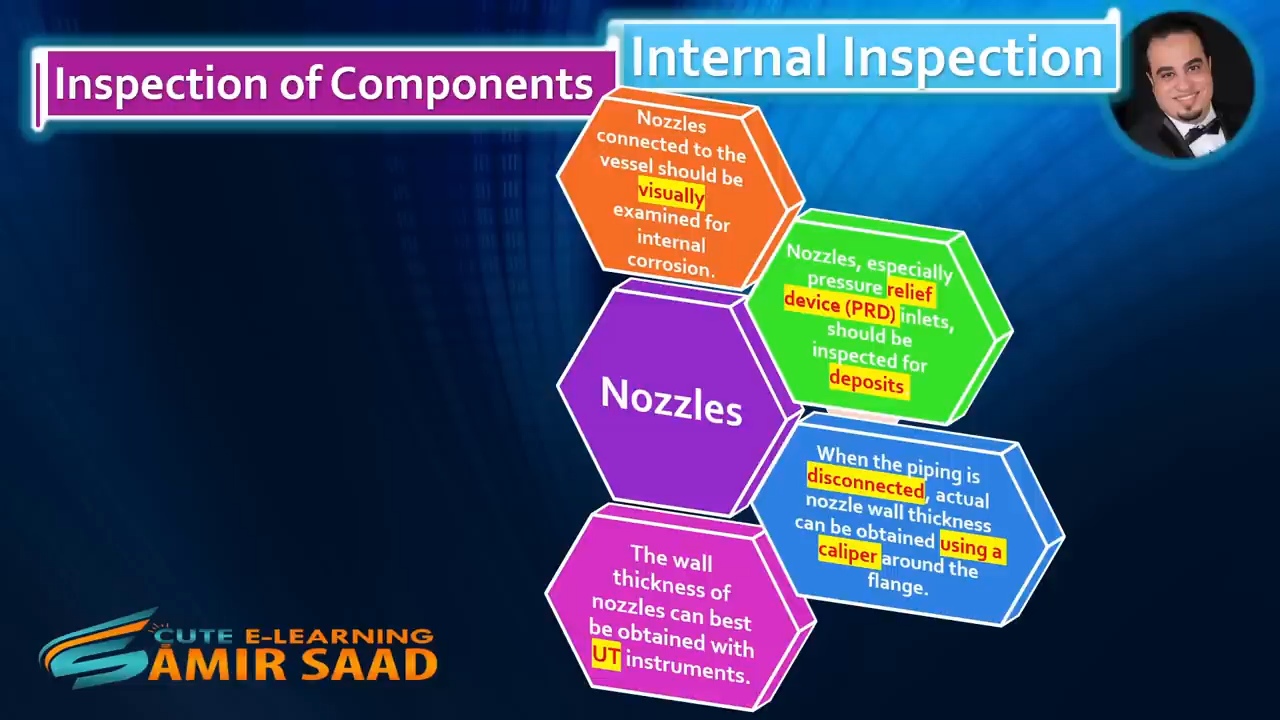 Inspection of Components
Internal Inspection
Nozzles
connected to the
vessel should be
visually
examined for
internal
corrosion.
Nozzles, especially
pressure relief
device (PRD) inlets,
should be
inspected for
deposits
Nozzles
When the piping is
disconnected, actual
nozzle wall thickness
can be obtained using a
caliper around the
flange.
The wall
thickness of
nozzles can best
be obtained with
UT instruments.
CUTE E-LEARNING
AMIR SAAD